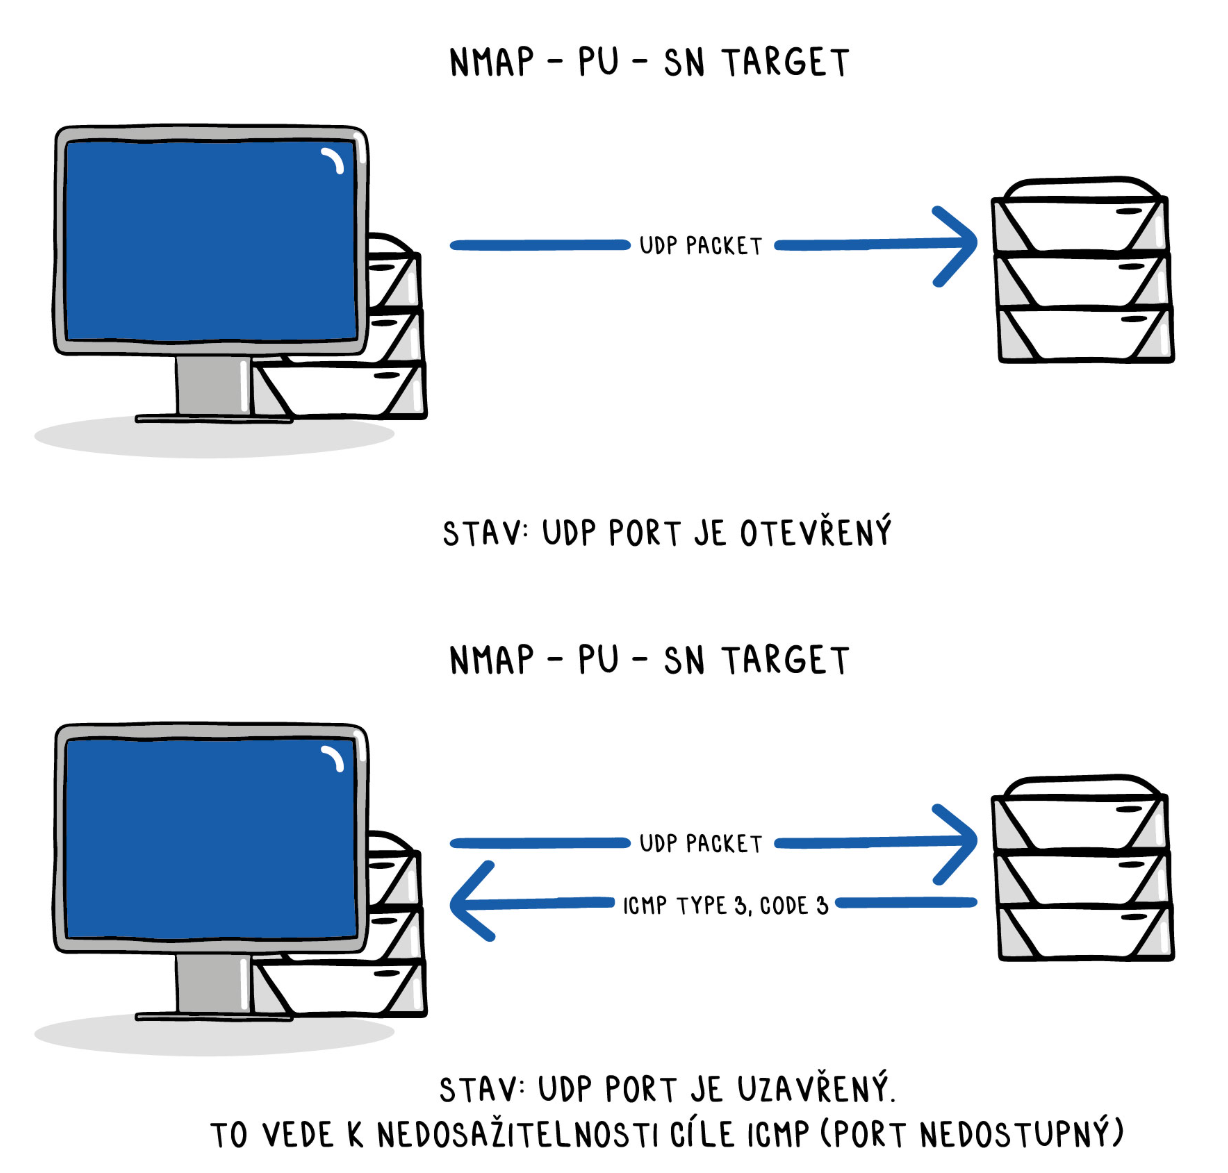 NMAP - PU - SN TARGET
UDP PACKET
STAV: UDP PORT JE OTEVŘENÝ
NMAP - PU - SN TARGET
UDP PACKET
ICMP TYPE 3, CODE 3
STAV: UDP PORT JE UZAVŘENÝ.
TO VEDE K NEDOSAŽITELNOSTI CÍLE ICMP (PORT NEDOSTUPNÝ)